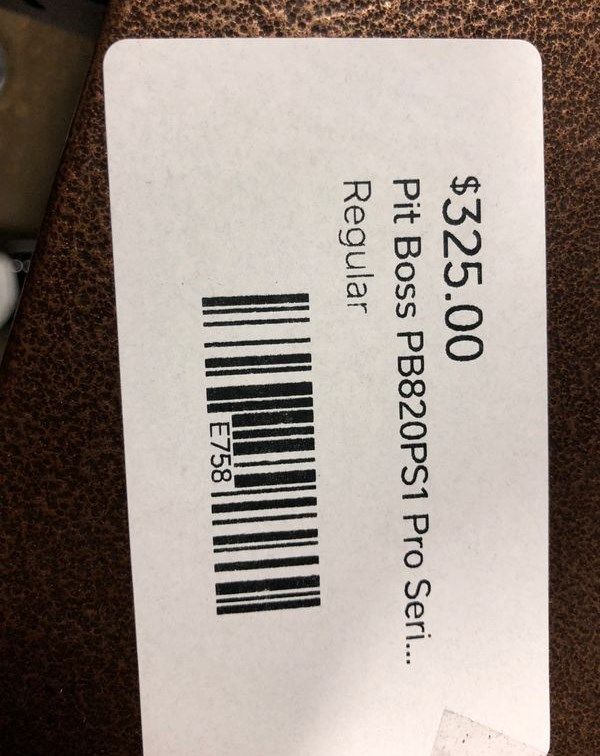 $325.00
Pit Boss PB820PS1 Pro Seri...
Regular
E758